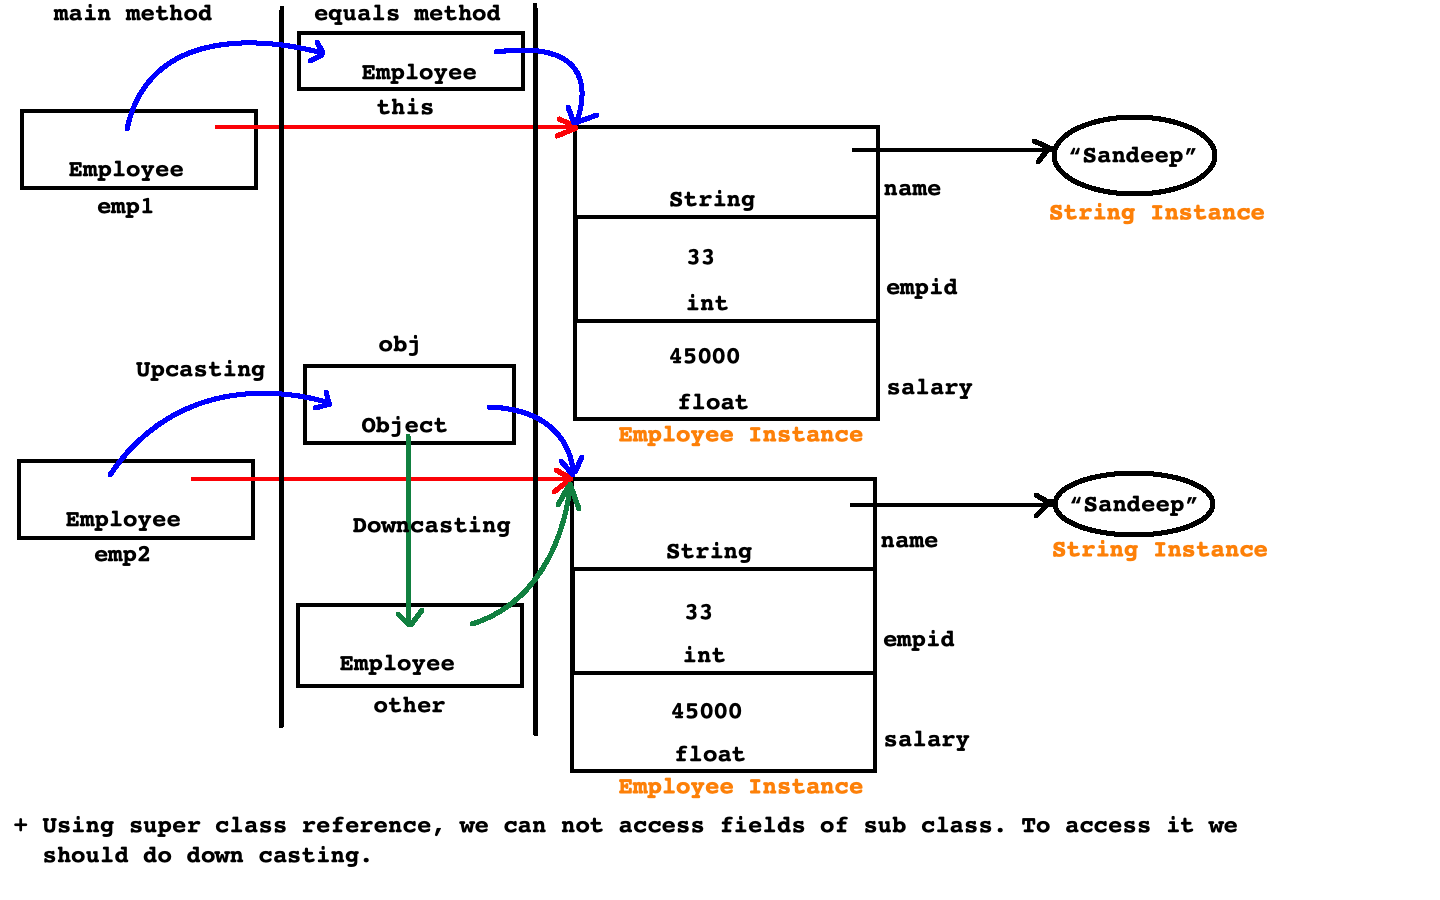 main method
equals method
Employee
this
Employee
emp1
String
name
“Sandeep”
String Instance
33
int
empid
45000
float
salary
Employee Instance
obj
Upcasting
Object
Employee
emp2
Downcasting
Employee
other
String
name
“Sandeep”
String Instance
33
int
empid
45000
float
salary
Employee Instance
+ Using super class reference, we can not access fields of sub class. To access it we
should do down casting.